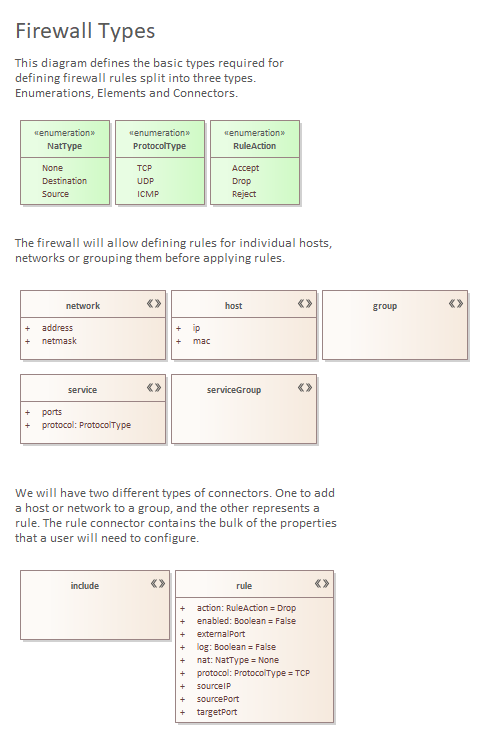 Firewall Types
This diagram defines the basic types required for
defining firewall rules split into three types.
Enumerations, Elements and Connectors.
«enumeration» «enumeration» «enumeration»
NatType ProtocolType RuleAction
None TCP Accept
Destination UDP Drop
Source ICMP Reject
The firewall will allow defining rules for individual hosts,
networks or grouping them before applying rules.
network «» host «» group «»
+ address + ip
+ netmask + mac
service «» serviceGroup «»
+ ports
+ protocol: ProtocolType
We will have two different types of connectors. One to add
a host or network to a group, and the other represents a
rule. The rule connector contains the bulk of the properties
that a user will need to configure.
include «» rule «»
+ action: RuleAction = Drop
+ enabled: Boolean = False
+ externalPort
+ log: Boolean = False
+ nat: NatType = None
+ protocol: ProtocolType = TCP
+ sourceIP
+ sourcePort
+ targetPort